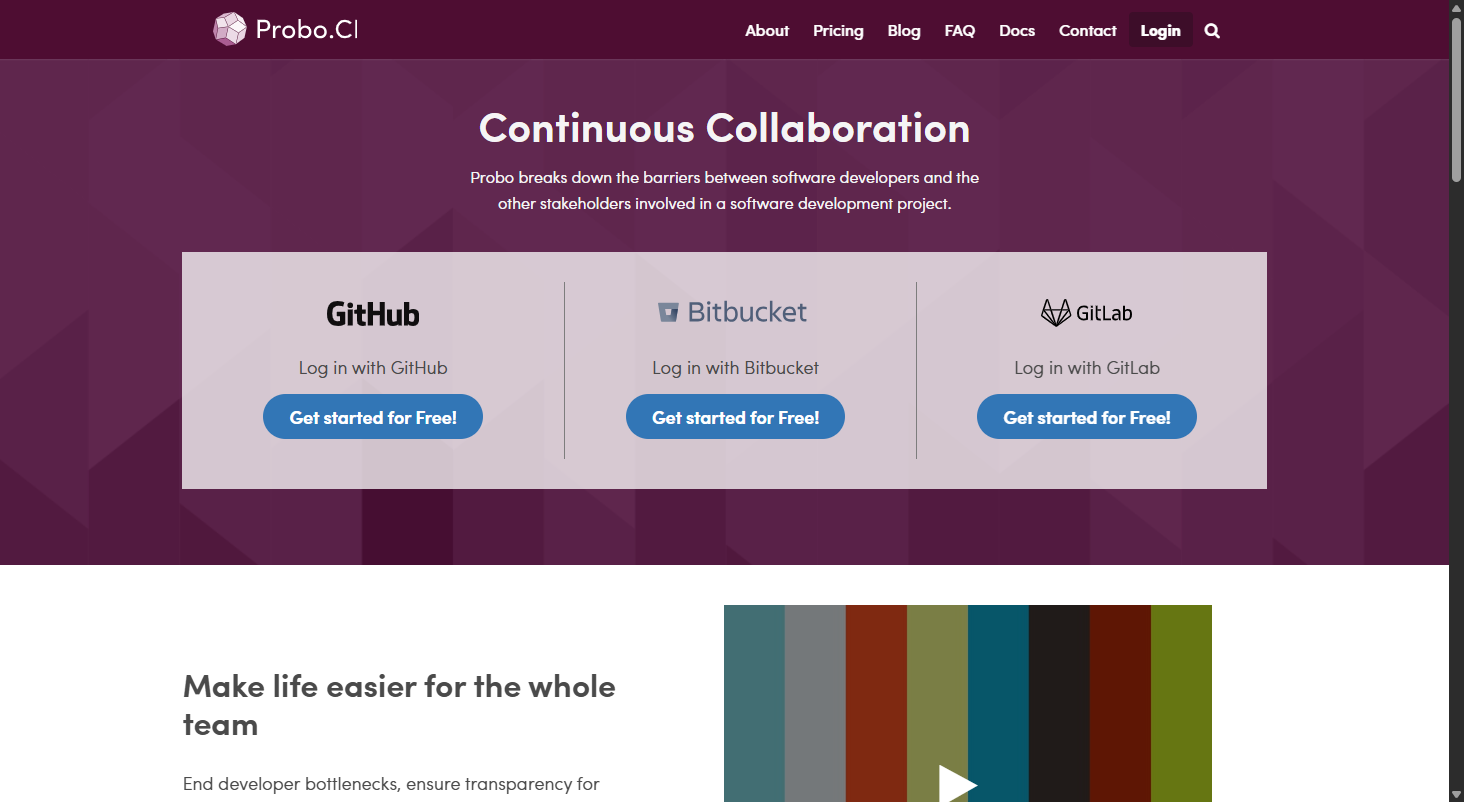 Probo.CI
About Pricing Blog FAQ Docs Contact Login
Continuous Collaboration
Probo breaks down the barriers between software developers and the
other stakeholders involved in a software development project.
GitHub
Bitbucket
GitLab
Log in with GitHub
Log in with Bitbucket
Log in with GitLab
Get started for Free!
Get started for Free!
Get started for Free!
Make life easier for the whole
team
End developer bottlenecks, ensure transparency for